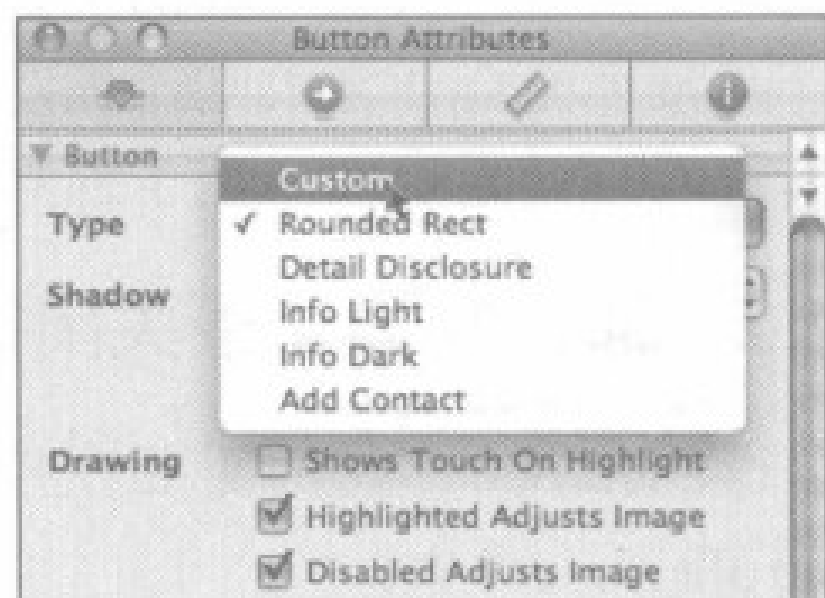 Button Attributes
Button
Custom
Type ✓ Rounded Rect
Detail Disclosure
Shadow
Info Light
Info Dark
Add Contact
Drawing Shows Touch On Highlight
Highlighted Adjusts Image
Disabled Adjusts Image